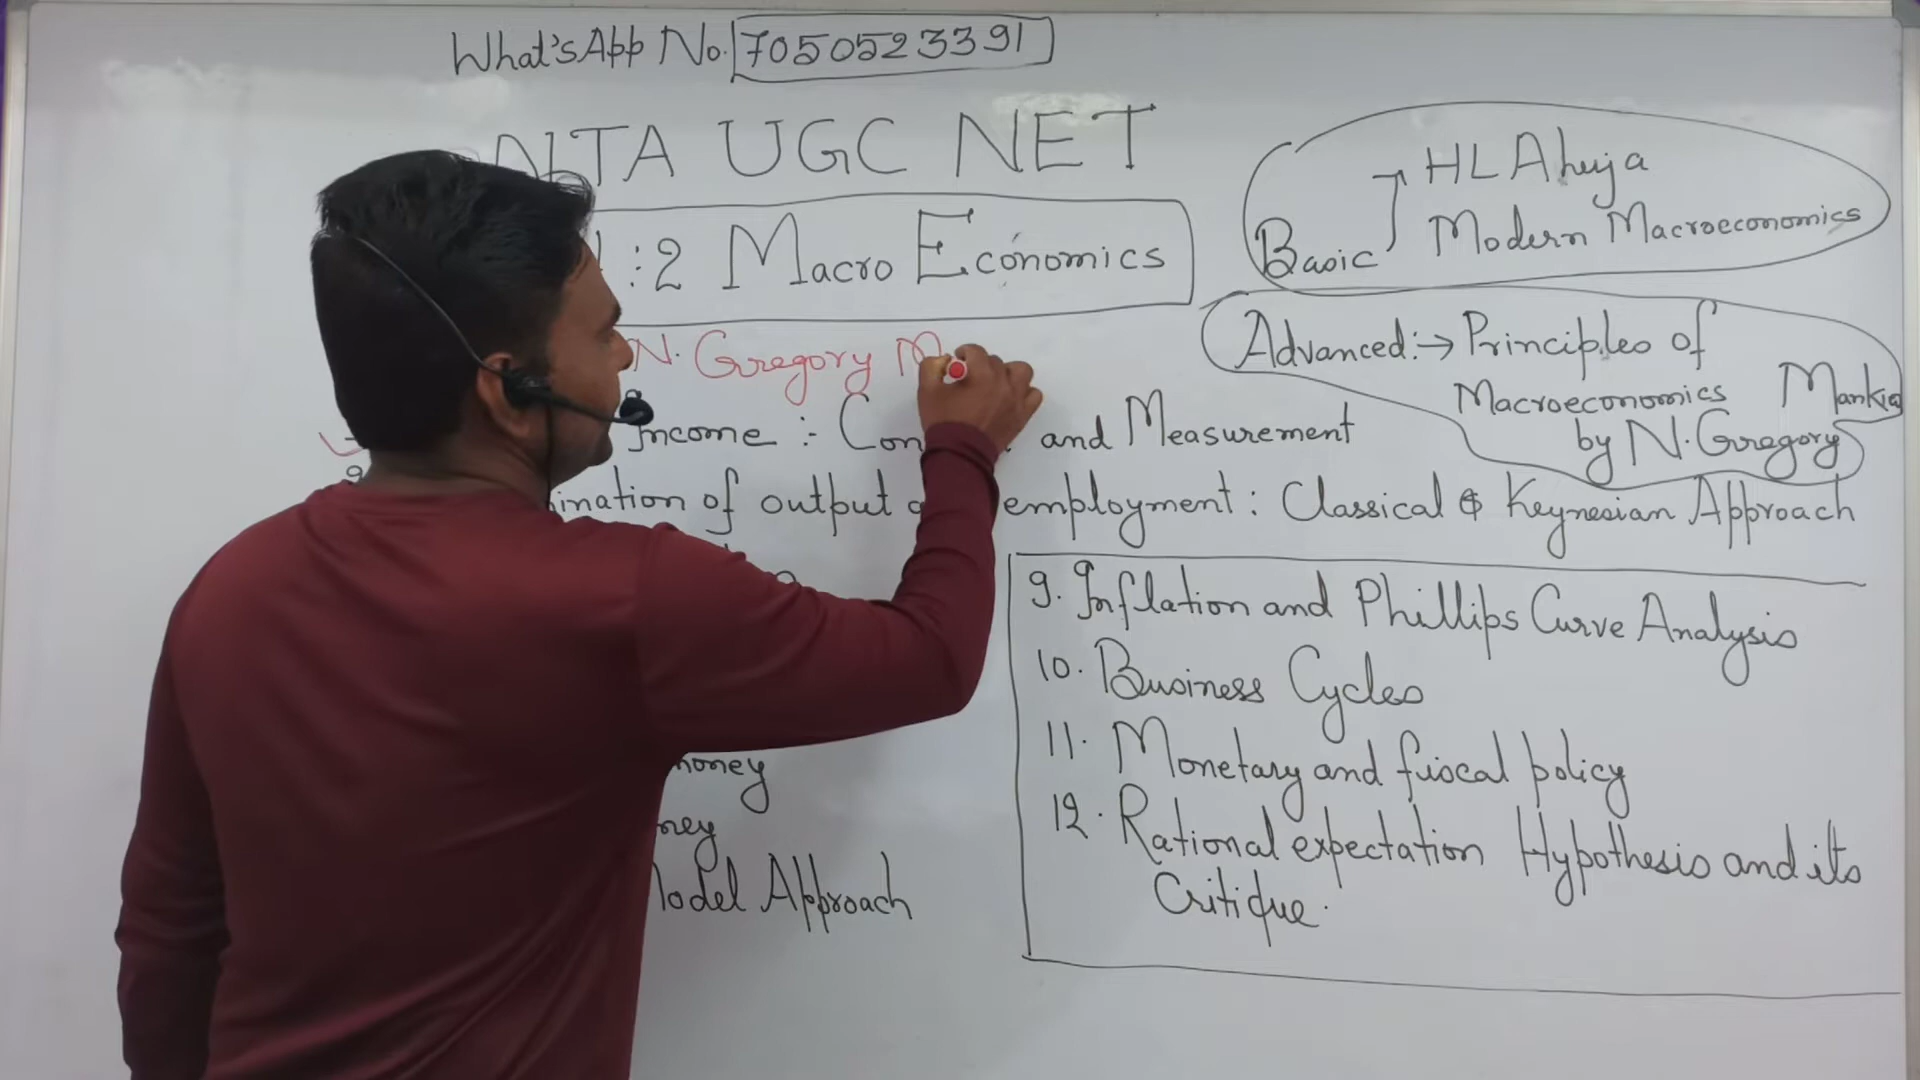 What'sApp No. 7050523391
NTA UGC NET
:2 Macro Economics
Basic
HL Ahuja
Modern Macroeconomics
Advanced:→ Principles of
Macroeconomics Mankiw
by N. Gregory
N. Gregory M
Income :- Con and Measurement
ination of output employment : Classical & Keynesian Approach
money
ney
Model Approach
9. Inflation and Phillips Curve Analysis
10. Business Cycles
11. Monetary and fiscal policy
12. Rational expectation Hypothesis and its
Critique.